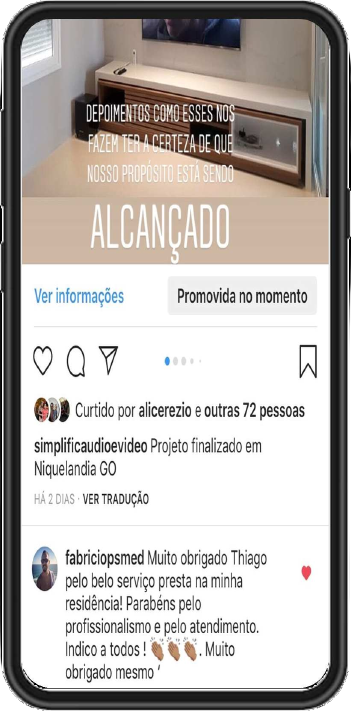 DEPOIMENTOS COMO ESSES NOS
FAZEM TER A CERTEZA DE QUE
NOSSO PROPÓSITO ESTÁ SENDO
ALCANÇADO
Ver informações
Promovida no momento
Curtido por alicerezio e outras 72 pessoas
simplificaudioevideo Projeto finalizado em
Niquelandia GO
HÁ 2 DIAS · VER TRADUÇÃO
fabriciopsmed Muito obrigado Thiago
pelo belo serviço presta na minha
residência! Parabéns pelo
profissionalismo e pelo atendimento.
Indico a todos ! 👏🏽👏🏽👏🏽. Muito
obrigado mesmo ‘